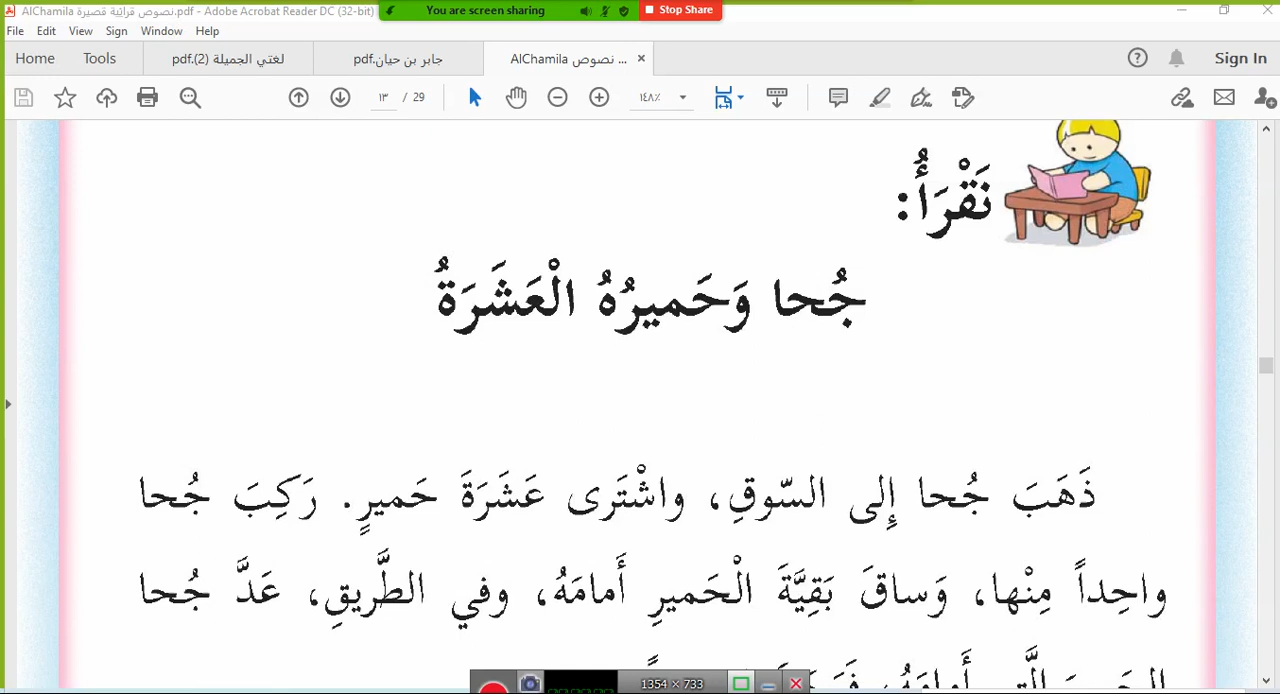 AlChamila نصوص قرائية قصيرة.pdf - Adobe Acrobat Reader DC (32-bit)
You are screen sharing
Stop Share
File Edit View Sign Window Help
Home Tools
لغتي الجميلة (2).pdf
جابر بن حيان.pdf
AlChamila نصوص ... ×
Sign In
١٣ / 29
١٤٨٪
نَقْرَأُ:
جُحا وَحَميرُهُ الْعَشَرَةُ
ذَهَبَ جُحا إِلى السّوقِ، واشْتَرى عَشَرَةَ حَميرٍ. رَكِبَ جُحا
واحِداً مِنْها، وَساقَ بَقِيَّةَ الْحَميرِ أَمامَهُ، وفي الطَّريقِ، عَدَّ جُحا
1354 × 733